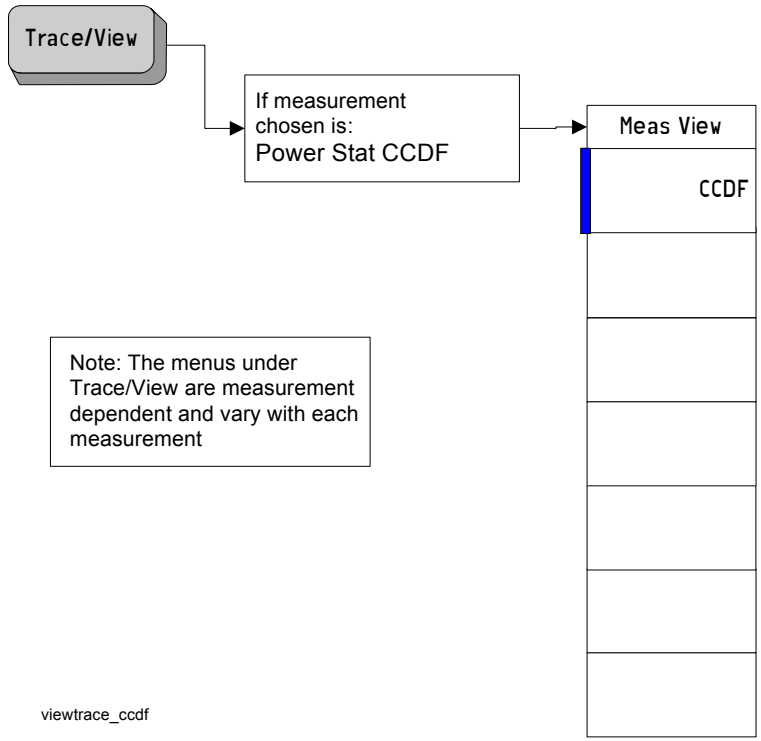 Trace/View
If measurement
chosen is:
Power Stat CCDF
Meas View
CCDF
Note: The menus under
Trace/View are measurement
dependent and vary with each
measurement
viewtrace_ccdf